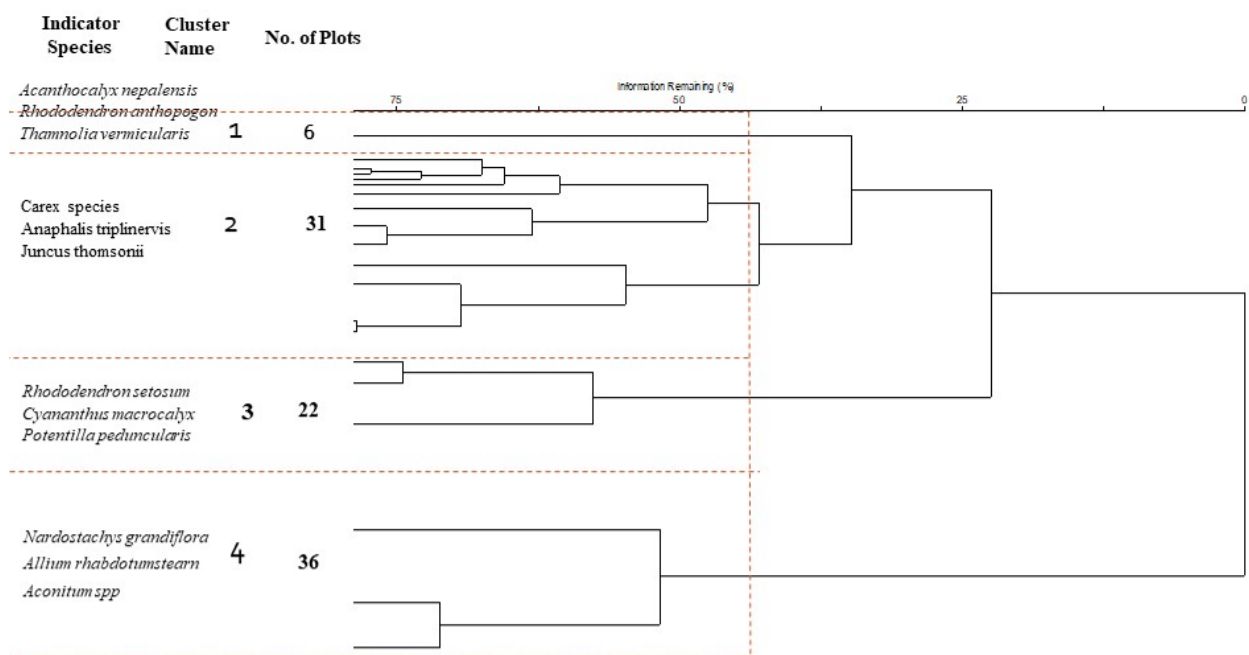 Indicator Species
Cluster Name
No. of Plots
Information Remaining (%)
75 50 25 0
Acanthocalyx nepalensis
Rhododendron anthopogon
Thamnolia vermicularis
1 6
Carex species
Anaphalis triplinervis
Juncus thomsonii
2 31
Rhododendron setosum
Cyananthus macrocalyx
Potentilla peduncularis
3 22
Nardostachys grandiflora
Allium rhabdotumstearn
Aconitum spp
4 36